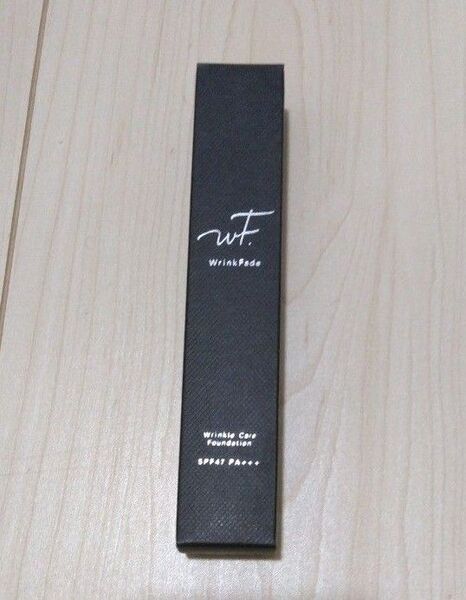 WF.
WrinkFade
Wrinkle Care
Foundation
SPF47 PA+++